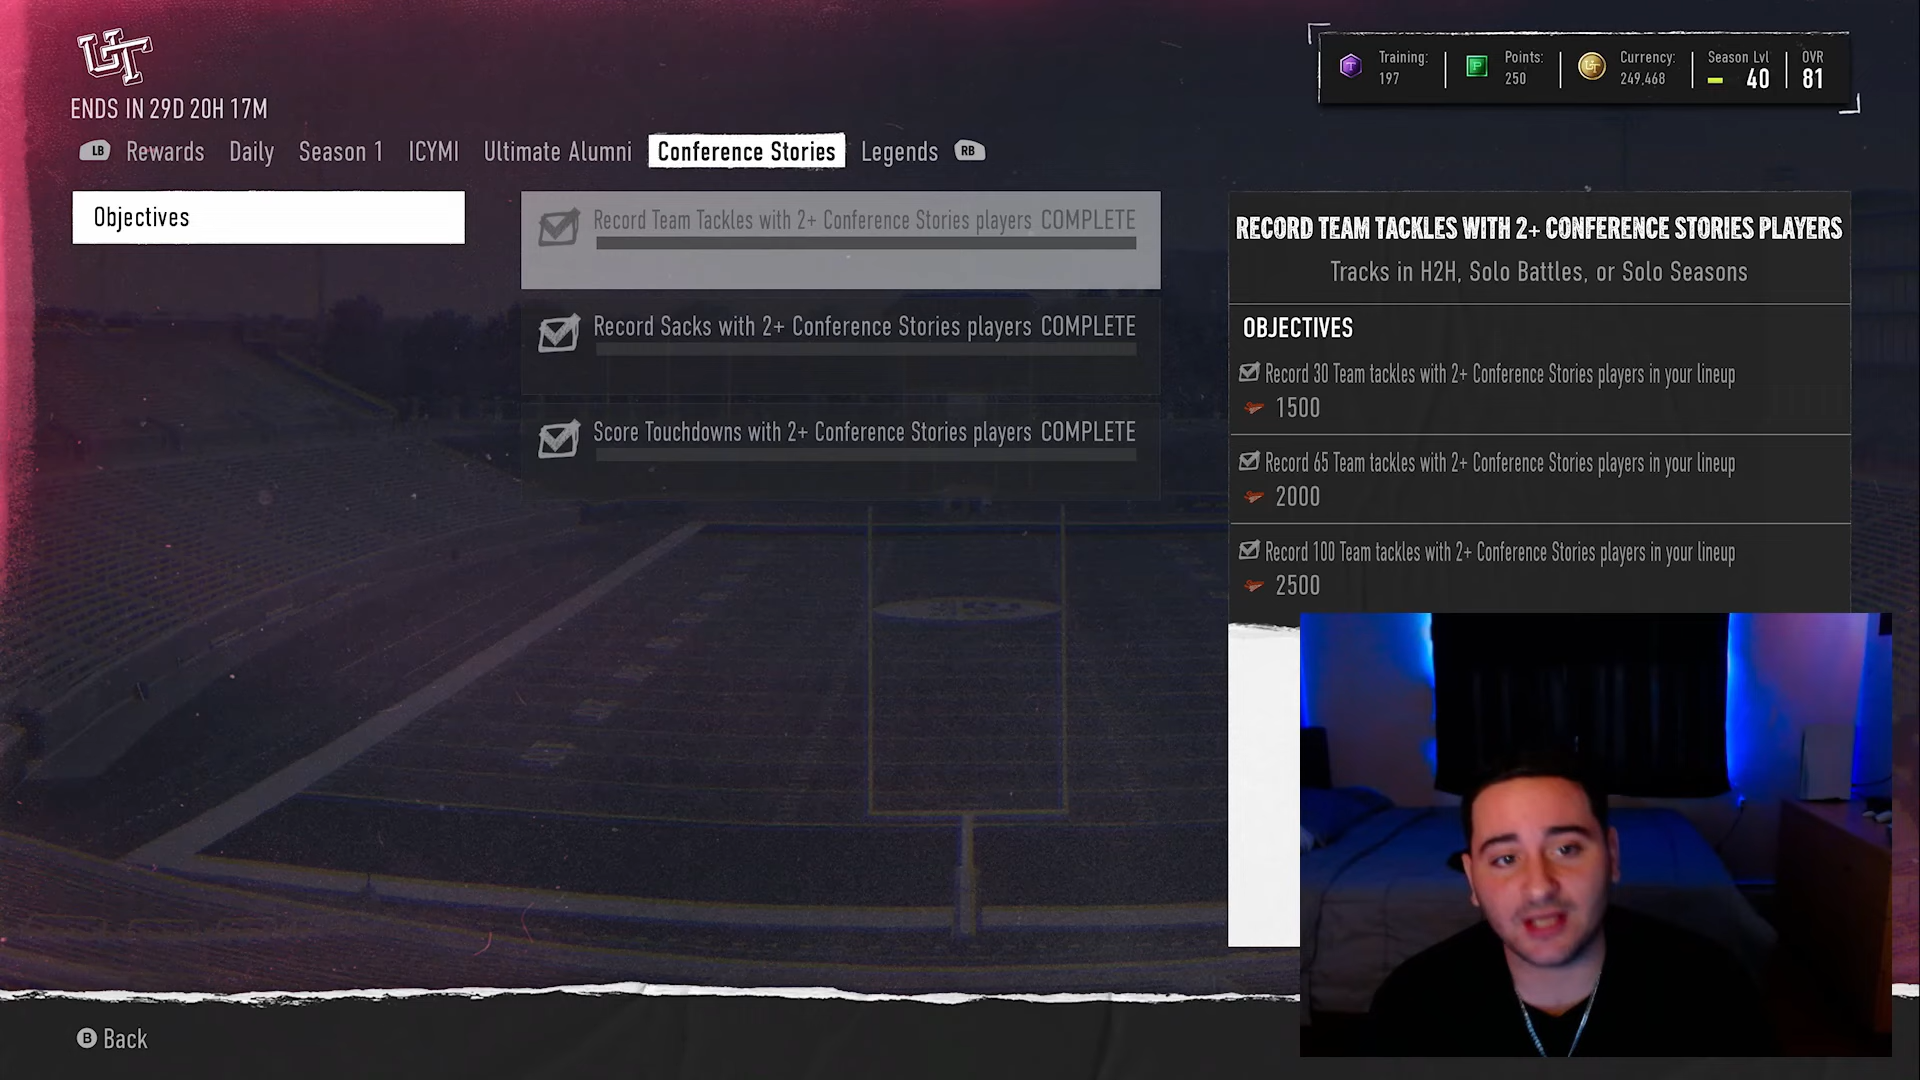 UT
ENDS IN 29D 20H 17M
Training: 197
Points: 250
Currency: 249,468
Season Lvl 40
OVR 81
LB Rewards Daily Season 1 ICYMI Ultimate Alumni Conference Stories Legends RB
Objectives
Record Team Tackles with 2+ Conference Stories players COMPLETE
Record Sacks with 2+ Conference Stories players COMPLETE
Score Touchdowns with 2+ Conference Stories players COMPLETE
RECORD TEAM TACKLES WITH 2+ CONFERENCE STORIES PLAYERS
Tracks in H2H, Solo Battles, or Solo Seasons
OBJECTIVES
Record 30 Team tackles with 2+ Conference Stories players in your lineup
1500
Record 65 Team tackles with 2+ Conference Stories players in your lineup
2000
Record 100 Team tackles with 2+ Conference Stories players in your lineup
2500
B Back